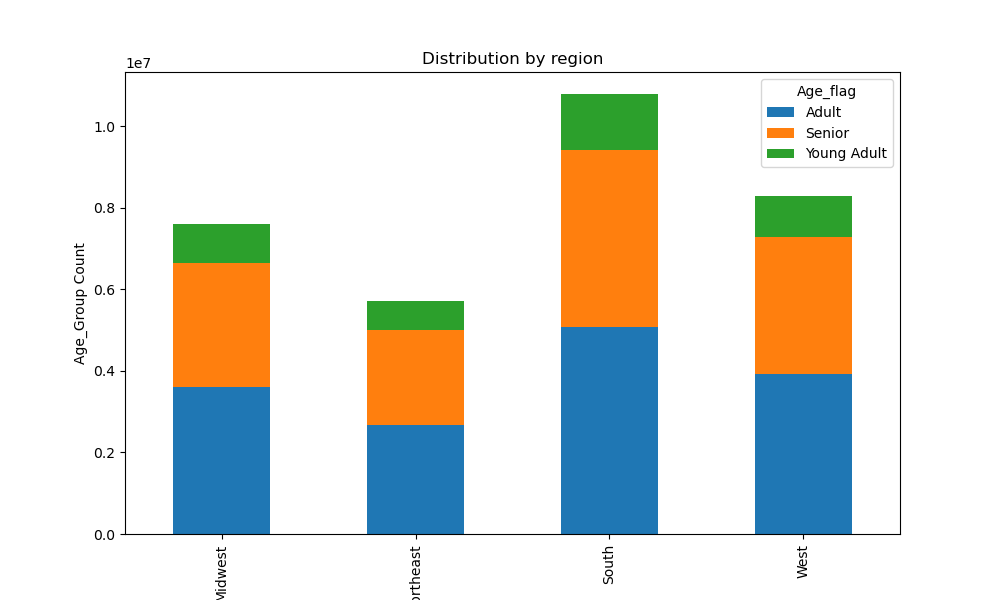 Distribution by region
1e7
Age_flag
Adult
Senior
Young Adult
1.0
0.8
0.6
0.4
0.2
0.0
Age_Group Count
Midwest
ortheast
South
West